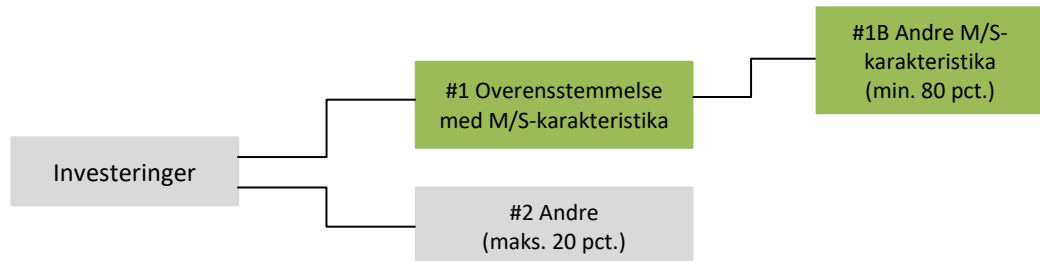 Investeringer
#1 Overensstemmelse
med M/S-karakteristika
#2 Andre
(maks. 20 pct.)
#1B Andre M/S-
karakteristika
(min. 80 pct.)